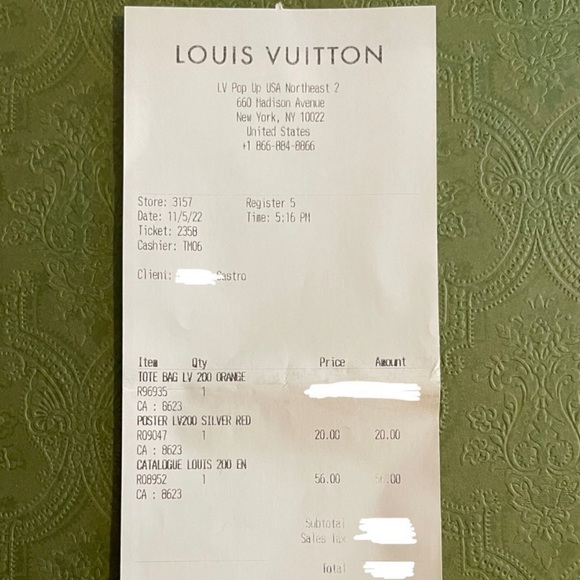 LOUIS VUITTON
LV Pop Up USA Northeast 2
660 Madison Avenue
New York, NY 10022
United States
+1 866-884-8866
Store: 3157 Register 5
Date: 11/5/22 Time: 5:16 PM
Ticket: 2358
Cashier: TM06
Client: Castro
Item Qty Price Amount
TOTE BAG LV 200 ORANGE
R96935 1
CA : 8623
POSTER LV200 SILVER RED
R09047 1 20.00 20.00
CA : 8623
CATALOGUE LOUIS 200 EN
R08952 1 56.00 .00
CA : 8623
Subtotal
Sales Tax
Total